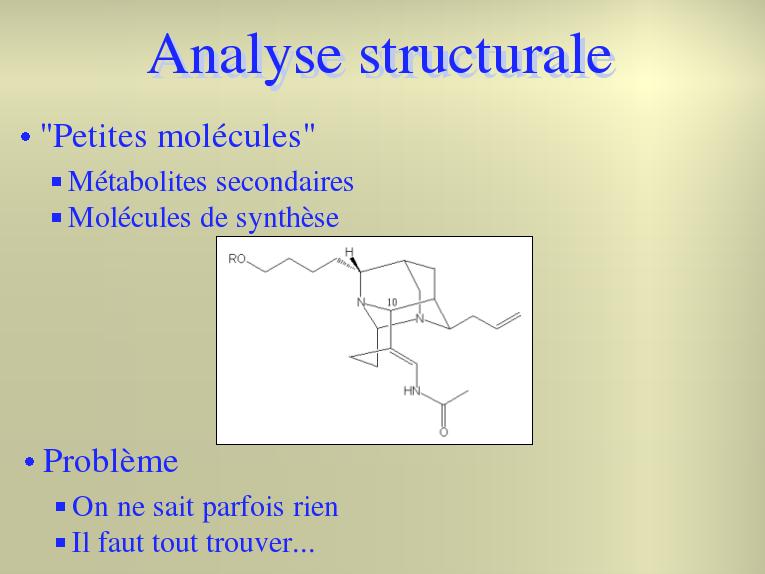 Analyse structurale
• "Petites molécules"
▪ Métabolites secondaires
▪ Molécules de synthèse
H
RO
N
10
N
HN
O
• Problème
▪ On ne sait parfois rien
▪ Il faut tout trouver...